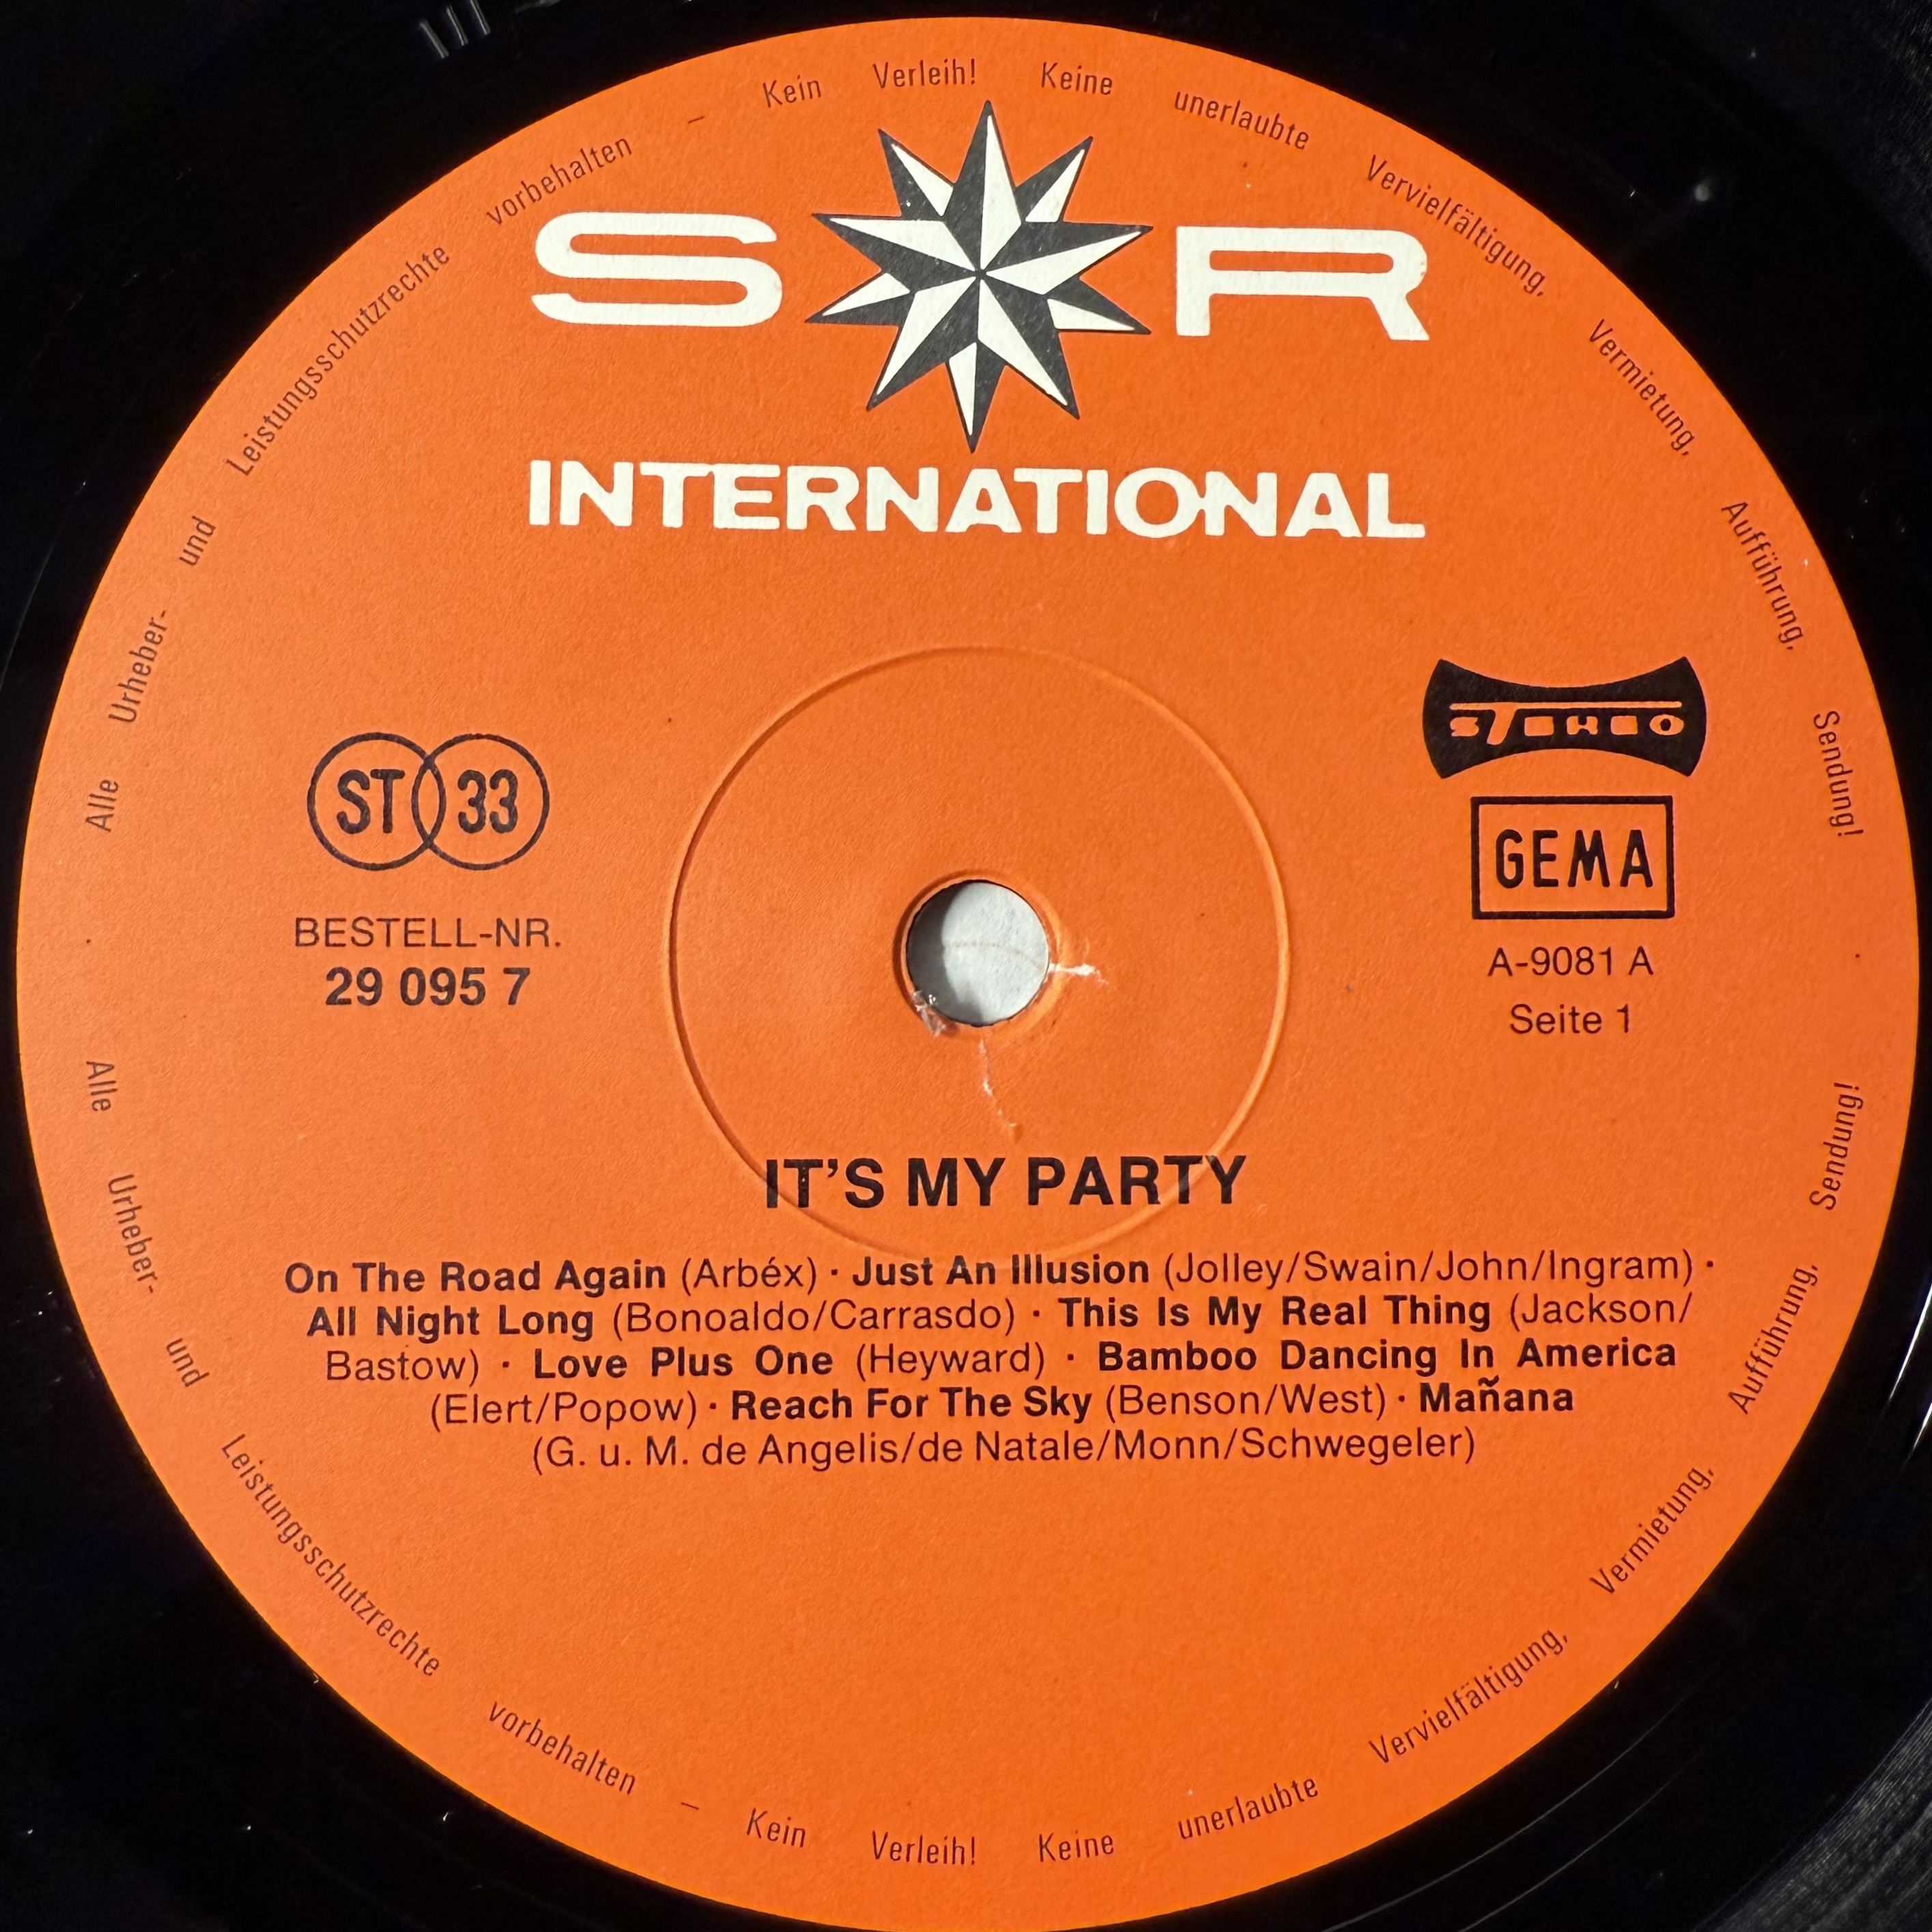 Alle Urheber- und Leistungsschutzrechte vorbehalten – Kein Verleih! Keine unerlaubte Vervielfältigung, Vermietung, Aufführung, Sendung!
S R
INTERNATIONAL
STEREO
ST 33
GEMA
BESTELL-NR.
29 095 7
A-9081 A
Seite 1
IT'S MY PARTY
On The Road Again (Arbéx) · Just An Illusion (Jolley/Swain/John/Ingram) ·
All Night Long (Bonoaldo/Carrasdo) · This Is My Real Thing (Jackson/
Bastow) · Love Plus One (Heyward) · Bamboo Dancing In America
(Elert/Popow) · Reach For The Sky (Benson/West) · Mañana
(G. u. M. de Angelis/de Natale/Monn/Schwegeler)
Alle Urheber- und Leistungsschutzrechte vorbehalten – Kein Verleih! Keine unerlaubte Vervielfältigung, Vermietung, Aufführung, Sendung!